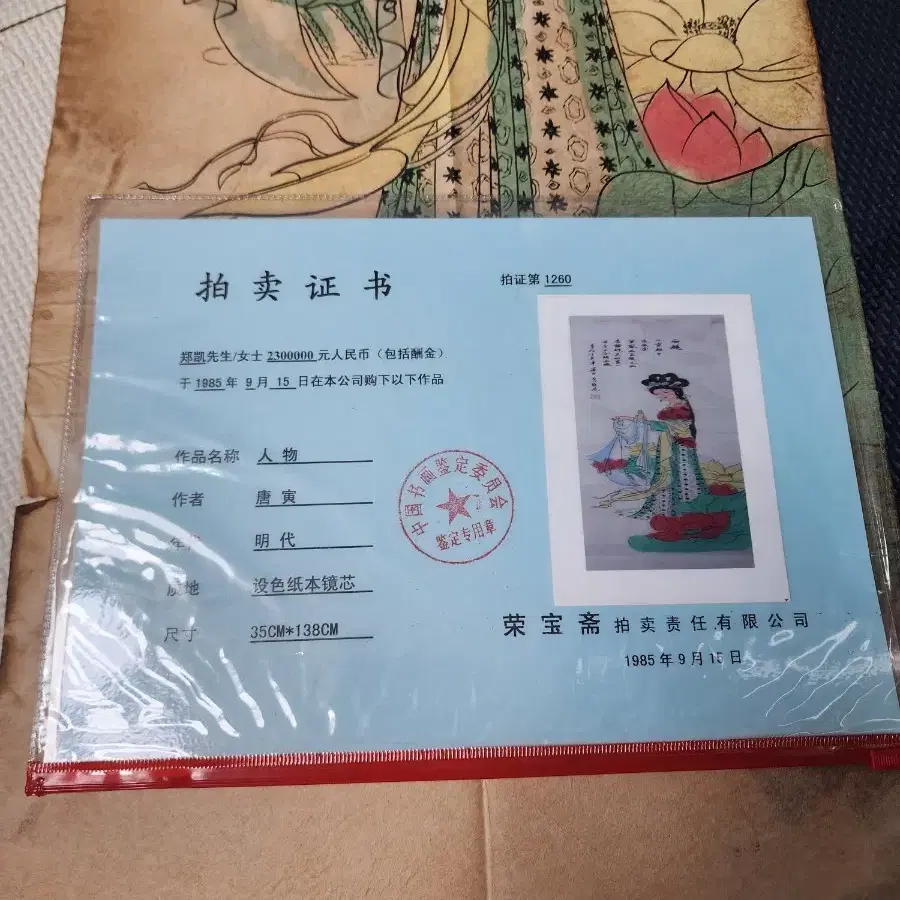 拍卖证书
拍证第 1260
郑凯先生/女士 2300000 元人民币（包括酬金）
于 1985 年 9 月 15 日在本公司购下以下作品
作品名称 人物
作者 唐寅
年代 明代
质地 设色纸本镜芯
尺寸 35CM*138CM
中国书画鉴定委员会
鉴定专用章
荣宝斋 拍卖责任有限公司
1985 年 9 月 15 日